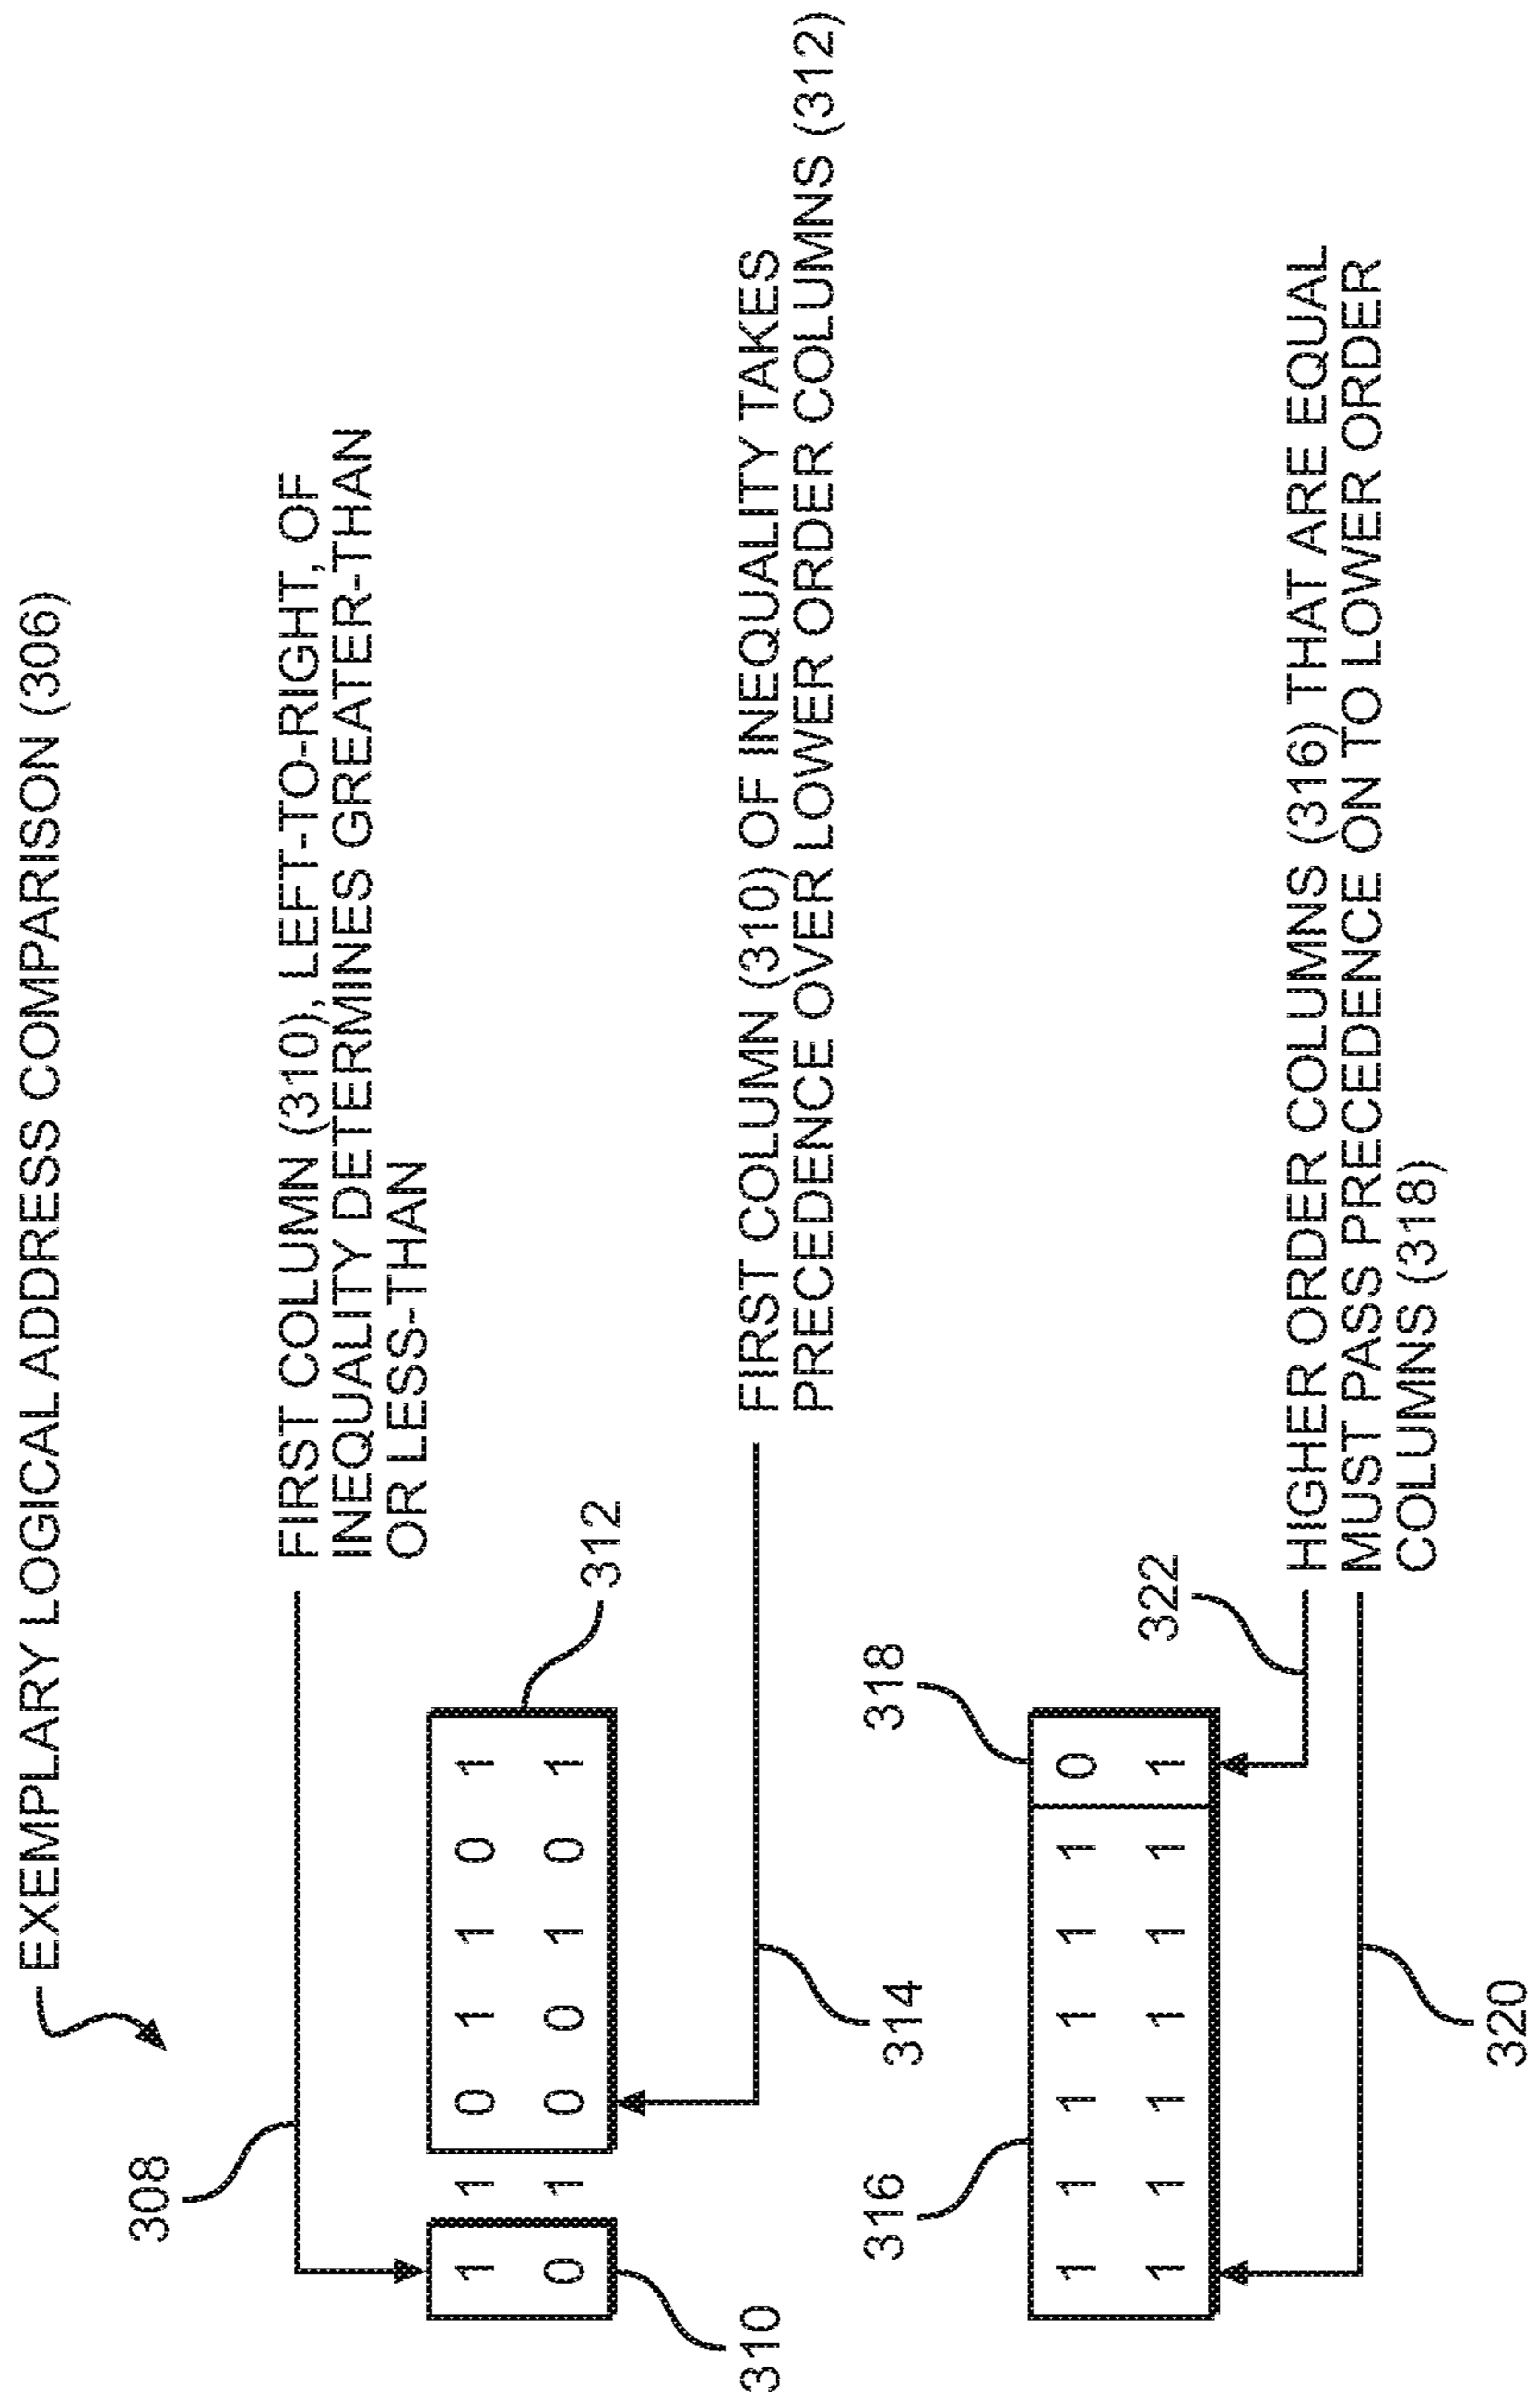 EXEMPLARY LOGICAL ADDRESS COMPARISON (306)
308
FIRST COLUMN (310), LEFT-TO-RIGHT, OF
INEQUALITY DETERMINES GREATER-THAN
OR LESS-THAN
1 1 0 1 1 0 1
0 1 0 0 1 0 1
312
310
FIRST COLUMN (310) OF INEQUALITY TAKES
PRECEDENCE OVER LOWER ORDER COLUMNS (312)
316
314
318
1 1 1 1 1 1 0
1 1 1 1 1 1 1
322
HIGHER ORDER COLUMNS (316) THAT ARE EQUAL
MUST PASS PRECEDENCE ON TO LOWER ORDER
COLUMNS (318)
320